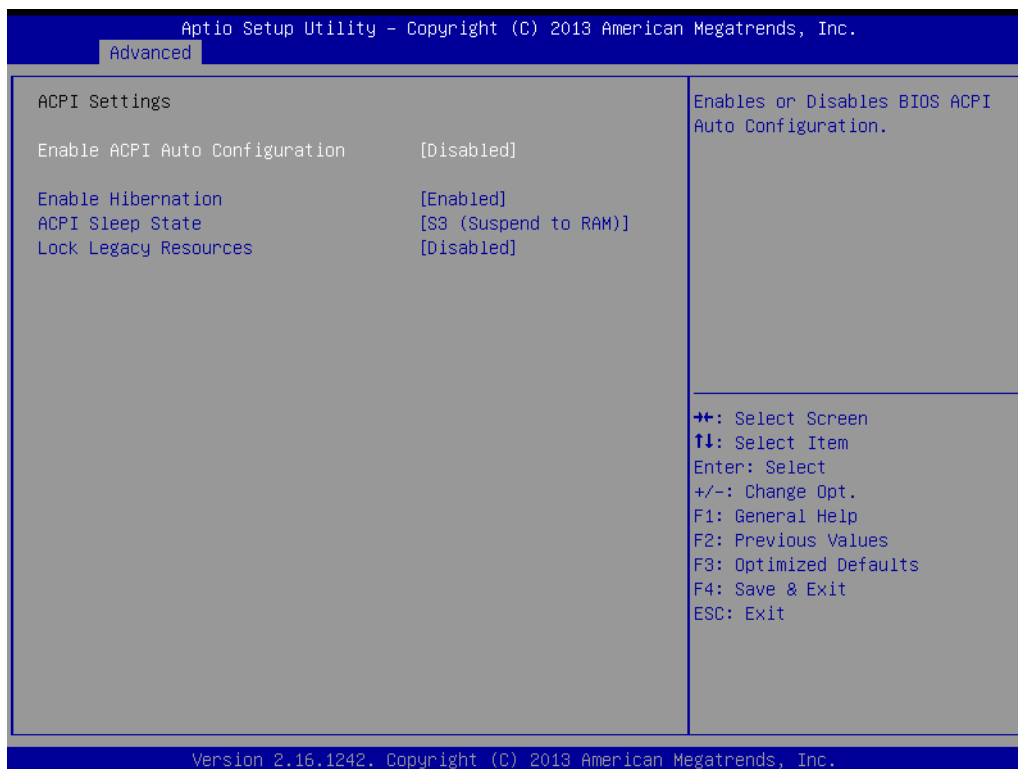 Aptio Setup Utility – Copyright (C) 2013 American Megatrends, Inc.
Advanced
ACPI Settings
Enable ACPI Auto Configuration [Disabled]
Enable Hibernation [Enabled]
ACPI Sleep State [S3 (Suspend to RAM)]
Lock Legacy Resources [Disabled]
Enables or Disables BIOS ACPI
Auto Configuration.
→←: Select Screen
↑↓: Select Item
Enter: Select
+/-: Change Opt.
F1: General Help
F2: Previous Values
F3: Optimized Defaults
F4: Save & Exit
ESC: Exit
Version 2.16.1242. Copyright (C) 2013 American Megatrends, Inc.